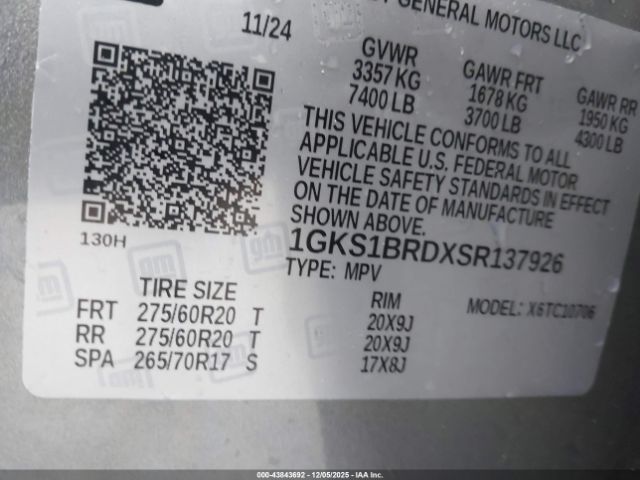 GENERAL MOTORS LLC
11/24
GVWR GAWR FRT GAWR RR
3357 KG 1678 KG 1950 KG
7400 LB 3700 LB 4300 LB
THIS VEHICLE CONFORMS TO ALL
APPLICABLE U.S. FEDERAL MOTOR
VEHICLE SAFETY STANDARDS IN EFFECT
ON THE DATE OF MANUFACTURE
SHOWN ABOVE.
130H
1GKS1BRDXSR137926
TYPE: MPV
TIRE SIZE RIM MODEL: X6TC10706
FRT 275/60R20 T 20X9J
RR 275/60R20 T 20X9J
SPA 265/70R17 S 17X8J
gm
000-43843692 - 12/05/2025 - IAA, Inc.